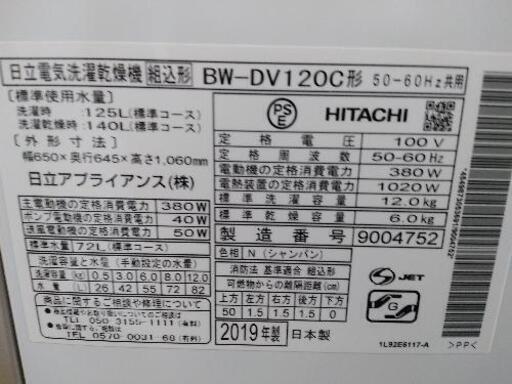 日立電気洗濯乾燥機 組込形 BW-DV120C形 50-60Hz共用
[標準使用水量]
洗濯時:125L(標準コース)
洗濯乾燥時:140L(標準コース)
[外形寸法]
幅650×奥行645×高さ1,060mm
日立アプライアンス(株)
主電動機の定格消費電力 380W
ポンプ電動機の定格消費電力 40W
送風電動機の定格消費電力 50W
標準水量 72L(標準コース)
洗濯容量と水量(手動設定の水量)
洗濯容量(kg) 0.5 3.0 6.0 8.0 12.0
水量(L) 26 42 55 72 82
商品に関するご相談や修理について
TEL 050-3155-1111(有料)
TEL 0570-0031-68(有料)
PSE
HITACHI
定格電圧 100V
定格周波数 50-60Hz
電動機の定格消費電力 380W
電熱装置の定格消費電力 1020W
標準洗濯容量 12.0kg
標準乾燥容量 6.0kg
製造番号 9004752
色相 N(シャンパン)
消防法 基準適合 組込形
可燃物からの離隔距離(cm)
上方 左方 右方 後方 下方
50 1.5 1.5 1.5 0
2019年製 日本製
S JET
G
1L92E6117-A
>PP<